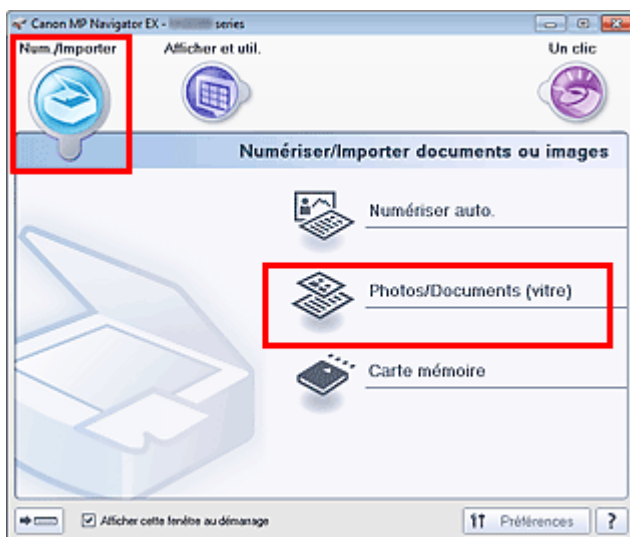 Canon MP Navigator EX - series
Num./Importer
Afficher et util.
Un clic
Numériser/Importer documents ou images
Numériser auto.
Photos/Documents (vitre)
Carte mémoire
Afficher cette fenêtre au démarrage
Préférences
?